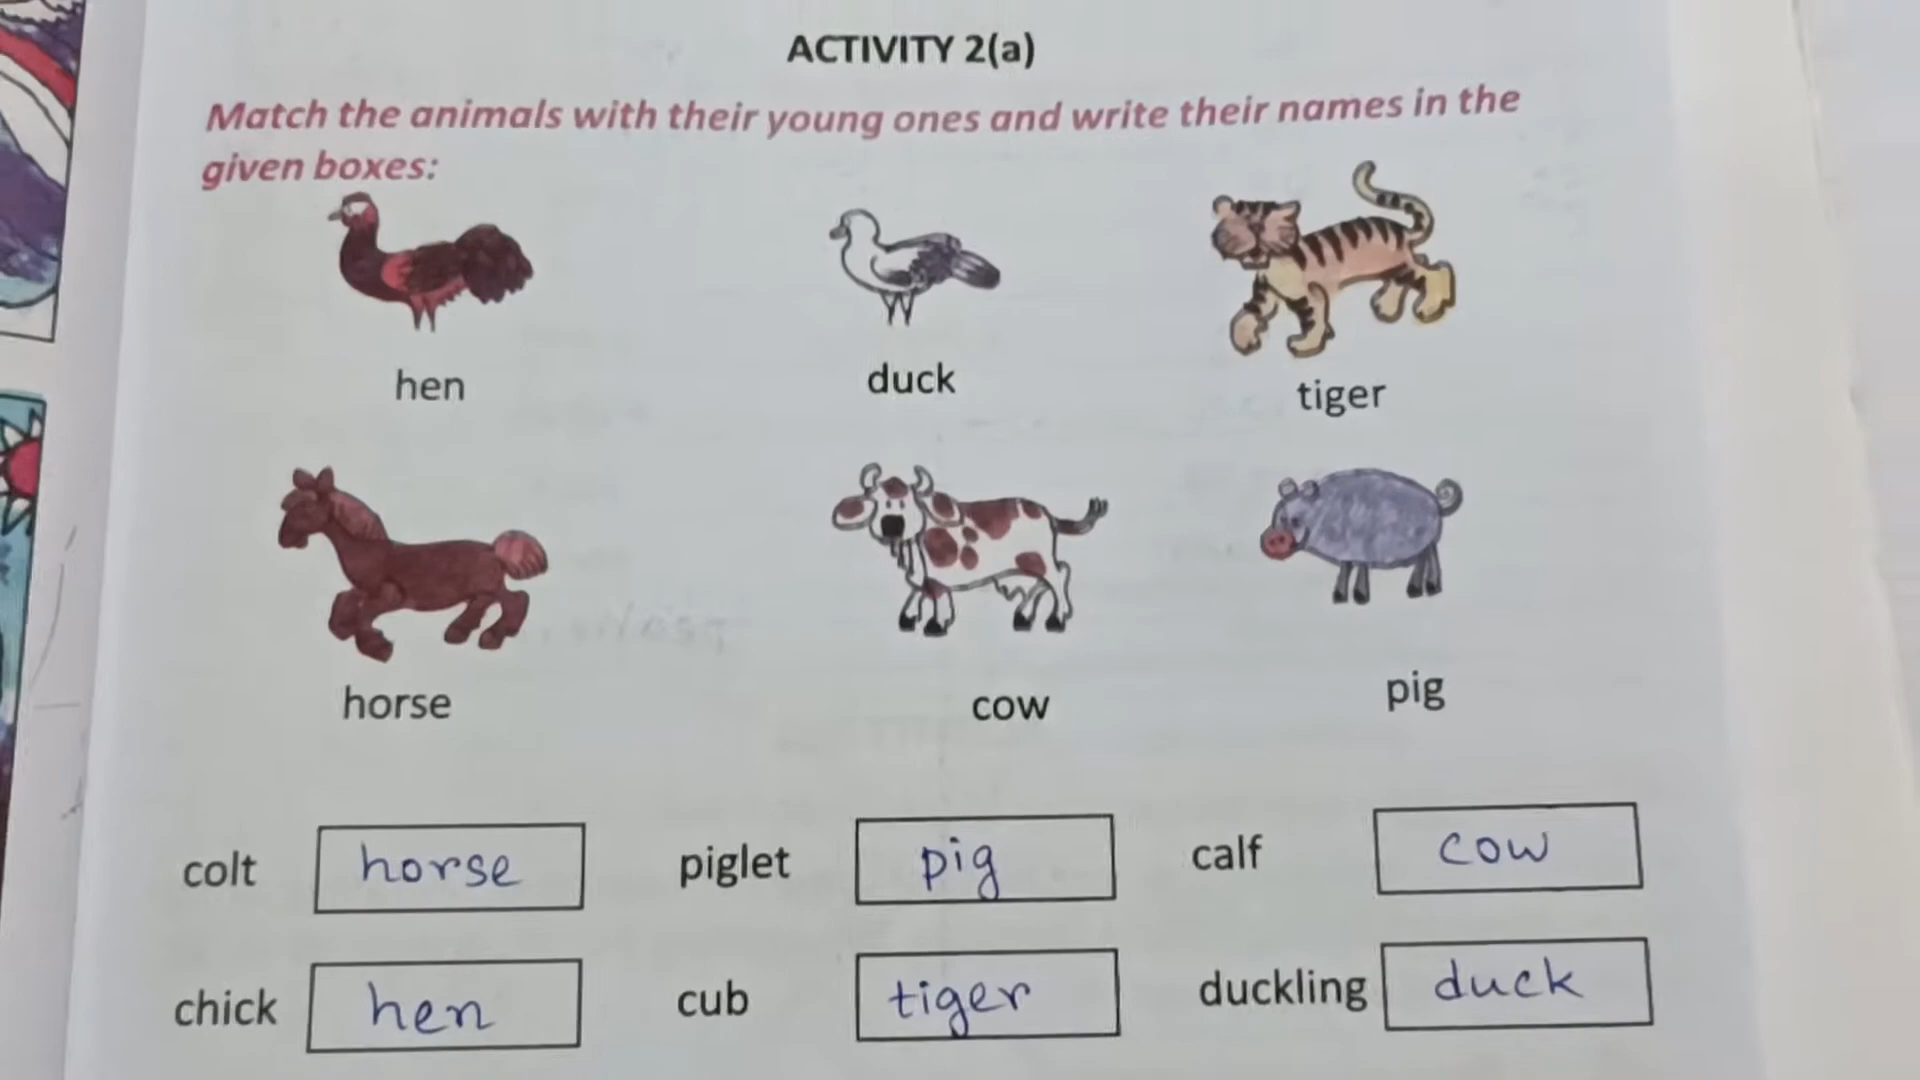 ACTIVITY 2(a)
Match the animals with their young ones and write their names in the
given boxes:
hen duck tiger
horse cow pig
colt horse piglet pig calf cow
chick hen cub tiger duckling duck